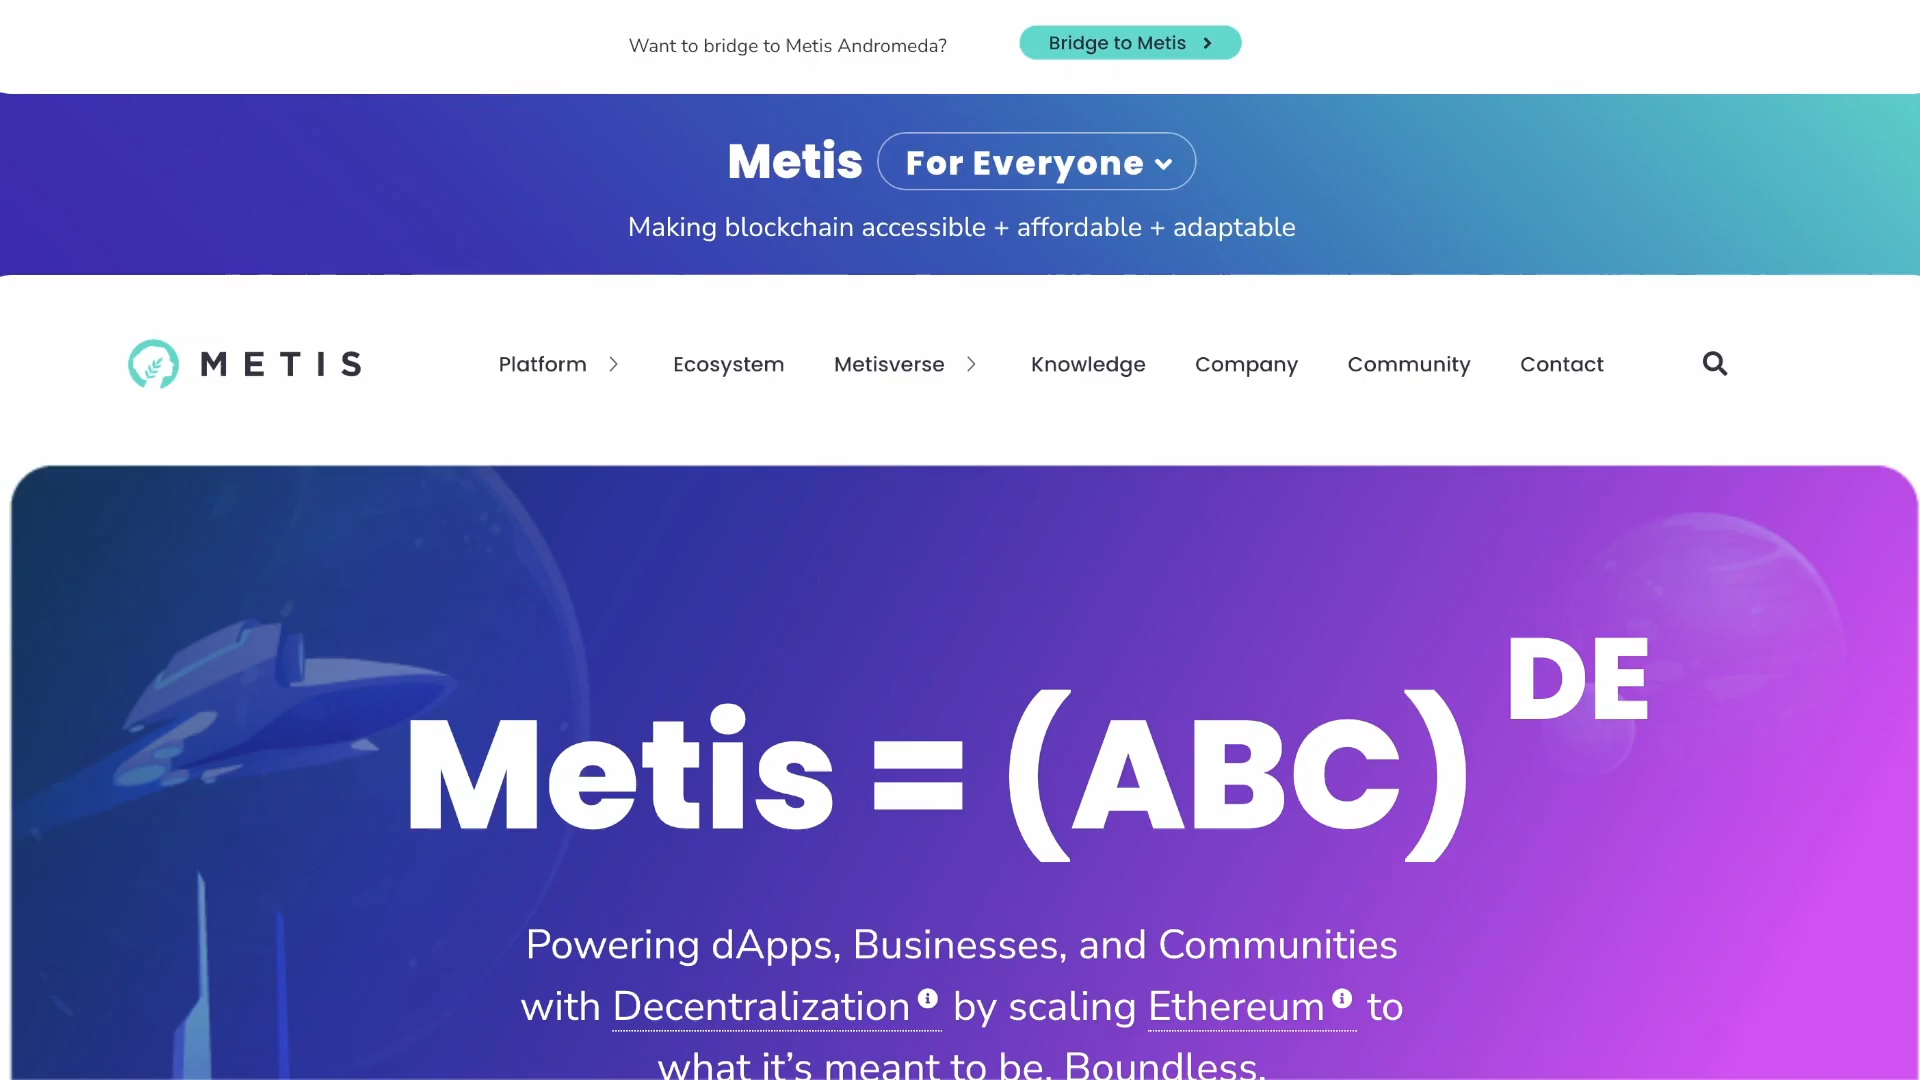 Want to bridge to Metis Andromeda?
Bridge to Metis
Metis For Everyone
Making blockchain accessible + affordable + adaptable
METIS
Platform
Ecosystem
Metisverse
Knowledge
Company
Community
Contact
Metis = (ABC) DE
Powering dApps, Businesses, and Communities
with Decentralization by scaling Ethereum to
what it’s meant to be. Boundless.